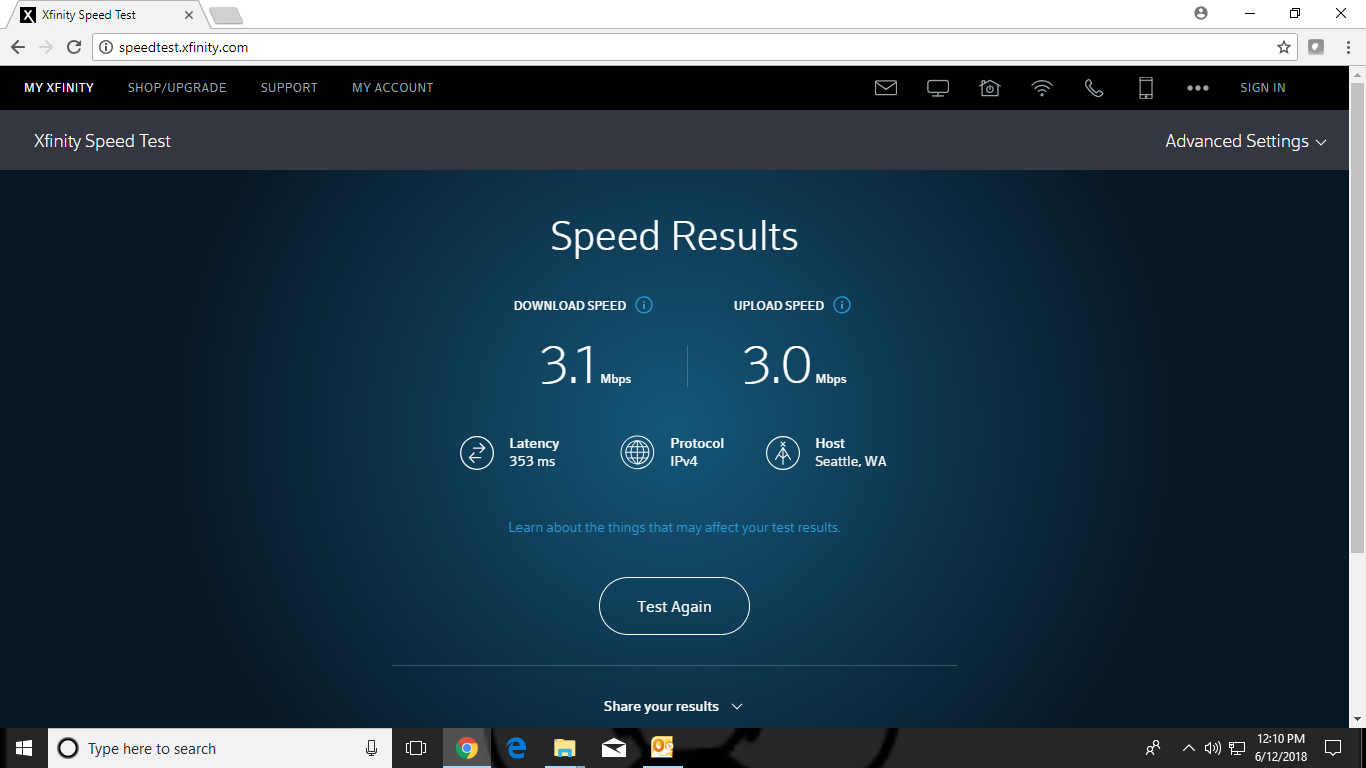 Xfinity Speed Test
speedtest.xfinity.com
MY XFINITY SHOP/UPGRADE SUPPORT MY ACCOUNT SIGN IN
Xfinity Speed Test Advanced Settings
Speed Results
DOWNLOAD SPEED UPLOAD SPEED
3.1 Mbps 3.0 Mbps
Latency Protocol Host
353 ms IPv4 Seattle, WA
Learn about the things that may affect your test results.
Test Again
Share your results
Type here to search
12:10 PM
6/12/2018